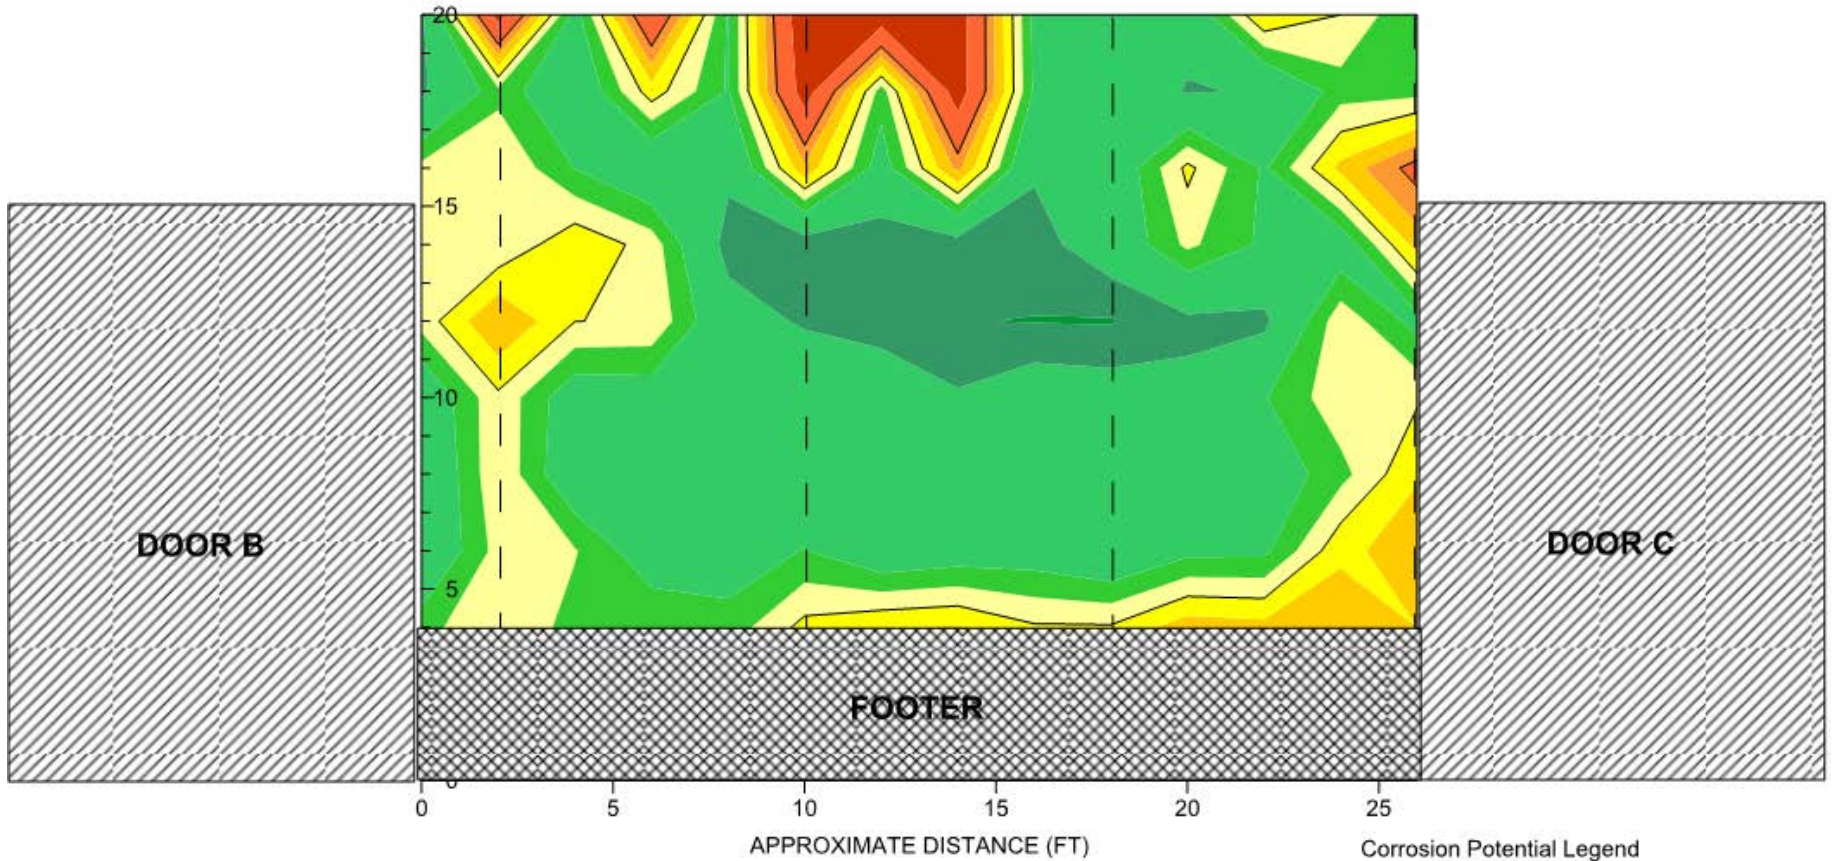 20
15
10
5
0
DOOR B
DOOR C
FOOTER
0 5 10 15 20 25
APPROXIMATE DISTANCE (FT)
Corrosion Potential Legend